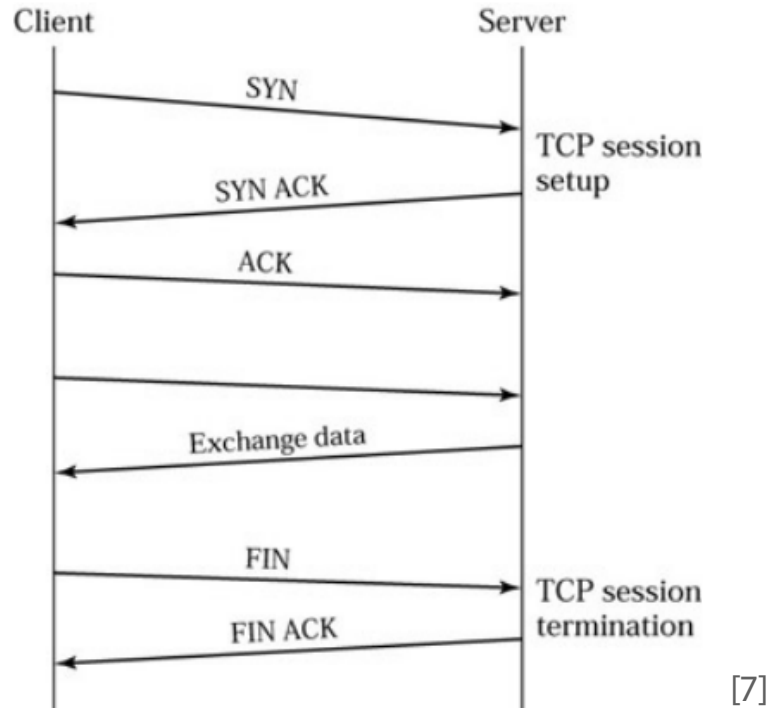 Client
Server
SYN
TCP session
setup
SYN ACK
ACK
Exchange data
FIN
TCP session
termination
FIN ACK
[7]